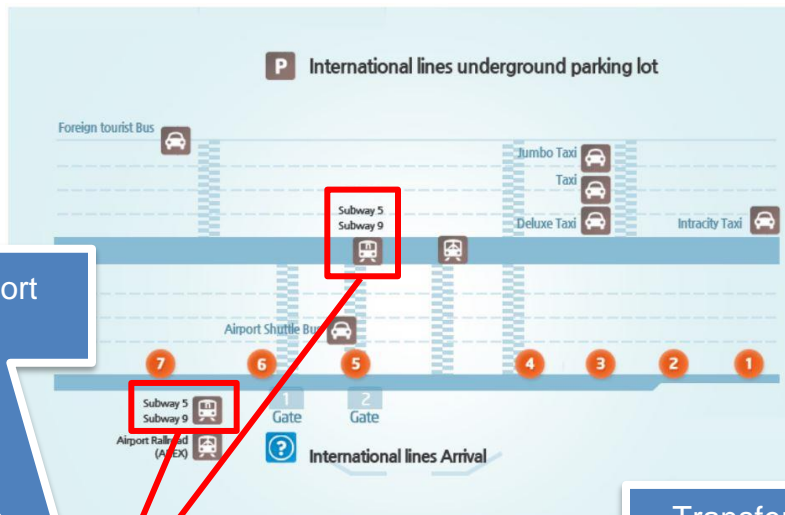 P International lines underground parking lot
Foreign tourist Bus
Jumbo Taxi
Taxi
Subway 5
Subway 9
Deluxe Taxi
Intracity Taxi
ort
Airport Shuttle Bus
7 6 5 4 3 2 1
Subway 5
Subway 9
1 2
Gate Gate
Airport Railroad
(AREX)
? International lines Arrival
Transfer